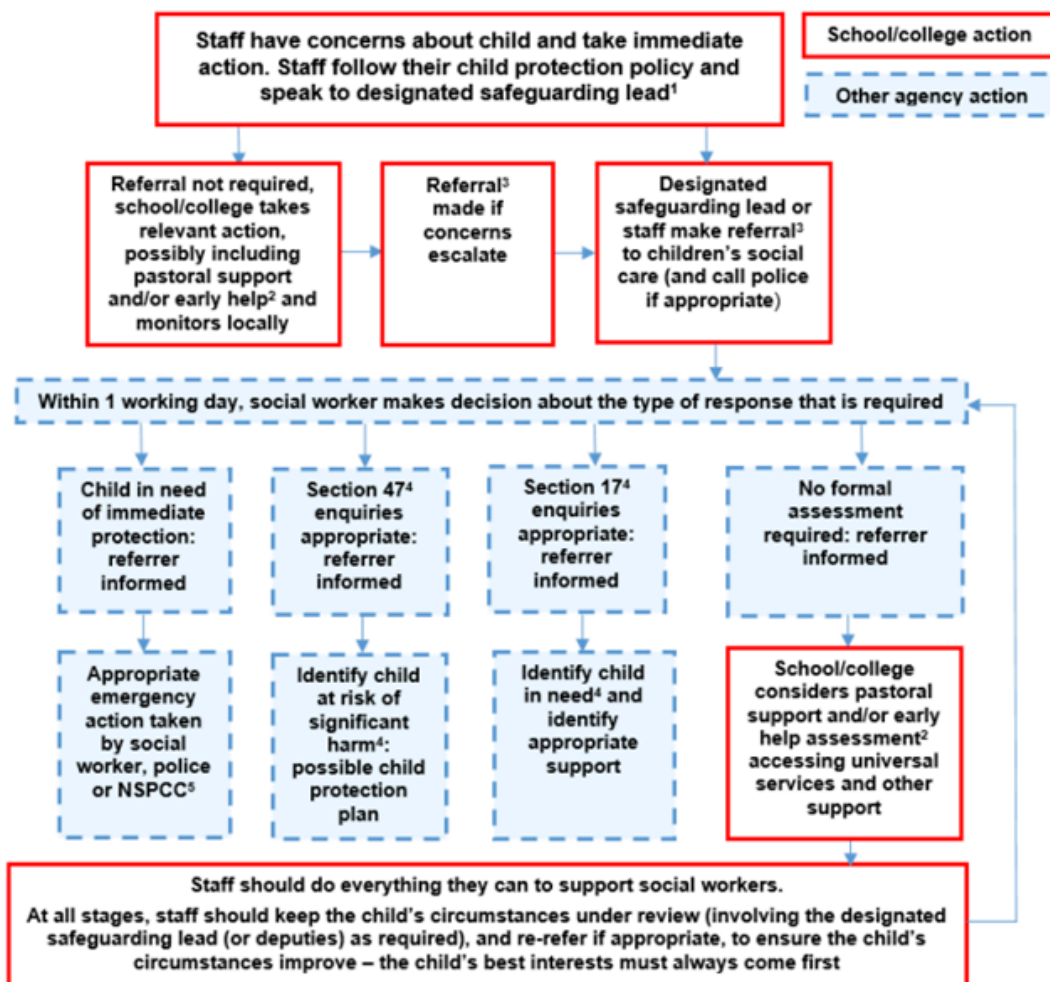 Staff have concerns about child and take immediate
action. Staff follow their child protection policy and
speak to designated safeguarding lead¹
School/college action
Other agency action
Referral not required,
school/college takes
relevant action,
possibly including
pastoral support
and/or early help² and
monitors locally
Referral³
made if
concerns
escalate
Designated
safeguarding lead or
staff make referral³
to children's social
care (and call police
if appropriate)
Within 1 working day, social worker makes decision about the type of response that is required
Child in need
of immediate
protection:
referrer
informed
Section 47⁴
enquiries
appropriate:
referrer
informed
Section 17⁴
enquiries
appropriate:
referrer
informed
No formal
assessment
required: referrer
informed
Appropriate
emergency
action taken
by social
worker, police
or NSPCC⁵
Identify child
at risk of
significant
harm⁴:
possible child
protection
plan
Identify child
in need⁴ and
identify
appropriate
support
School/college
considers pastoral
support and/or early
help assessment²
accessing universal
services and other
support
Staff should do everything they can to support social workers.
At all stages, staff should keep the child's circumstances under review (involving the designated
safeguarding lead (or deputies) as required), and re-refer if appropriate, to ensure the child's
circumstances improve – the child's best interests must always come first